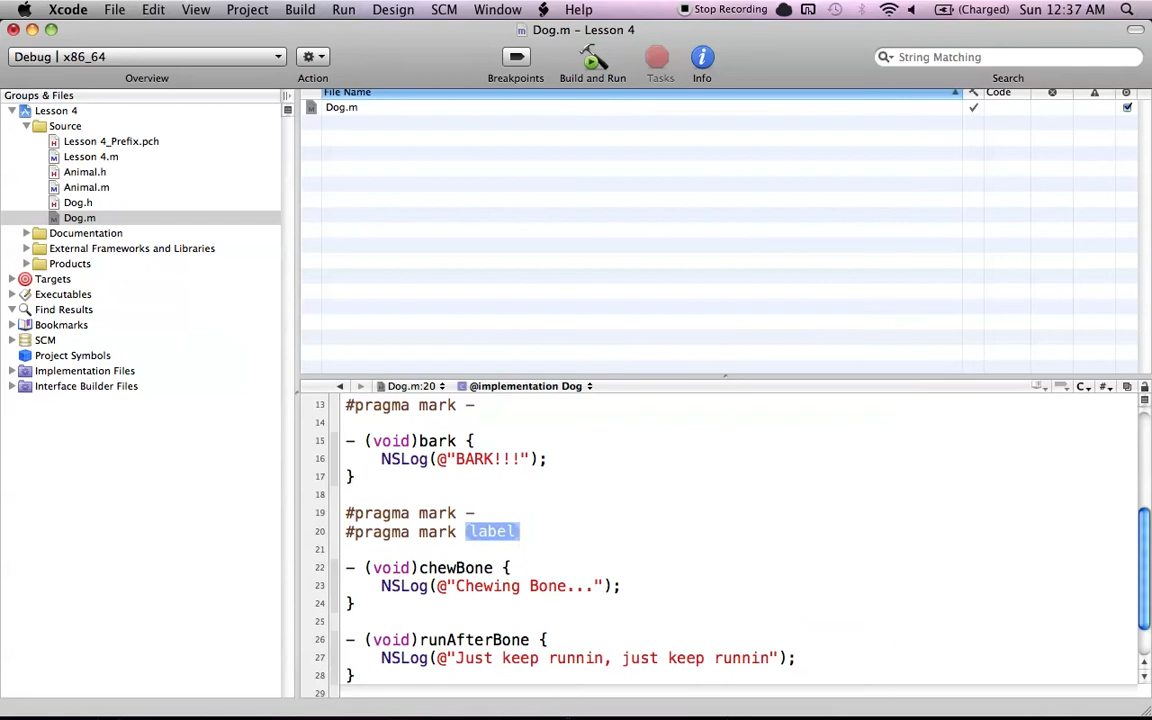 Xcode File Edit View Project Build Run Design SCM Window Help Stop Recording (Charged) Sun 12:37 AM
Dog.m – Lesson 4
Debug | x86_64
String Matching
Overview Action Breakpoints Build and Run Tasks Info Search
Groups & Files
Lesson 4
Source
Lesson 4_Prefix.pch
Lesson 4.m
Animal.h
Animal.m
Dog.h
Dog.m
Documentation
External Frameworks and Libraries
Products
Targets
Executables
Find Results
Bookmarks
SCM
Project Symbols
Implementation Files
Interface Builder Files
File Name Code
Dog.m
Dog.m:20 @implementation Dog C # 
13 #pragma mark -
14
15 - (void)bark {
16 NSLog(@"BARK!!!");
17 }
18
19 #pragma mark -
20 #pragma mark label
21
22 - (void)chewBone {
23 NSLog(@"Chewing Bone...");
24 }
25
26 - (void)runAfterBone {
27 NSLog(@"Just keep runnin, just keep runnin");
28 }
29